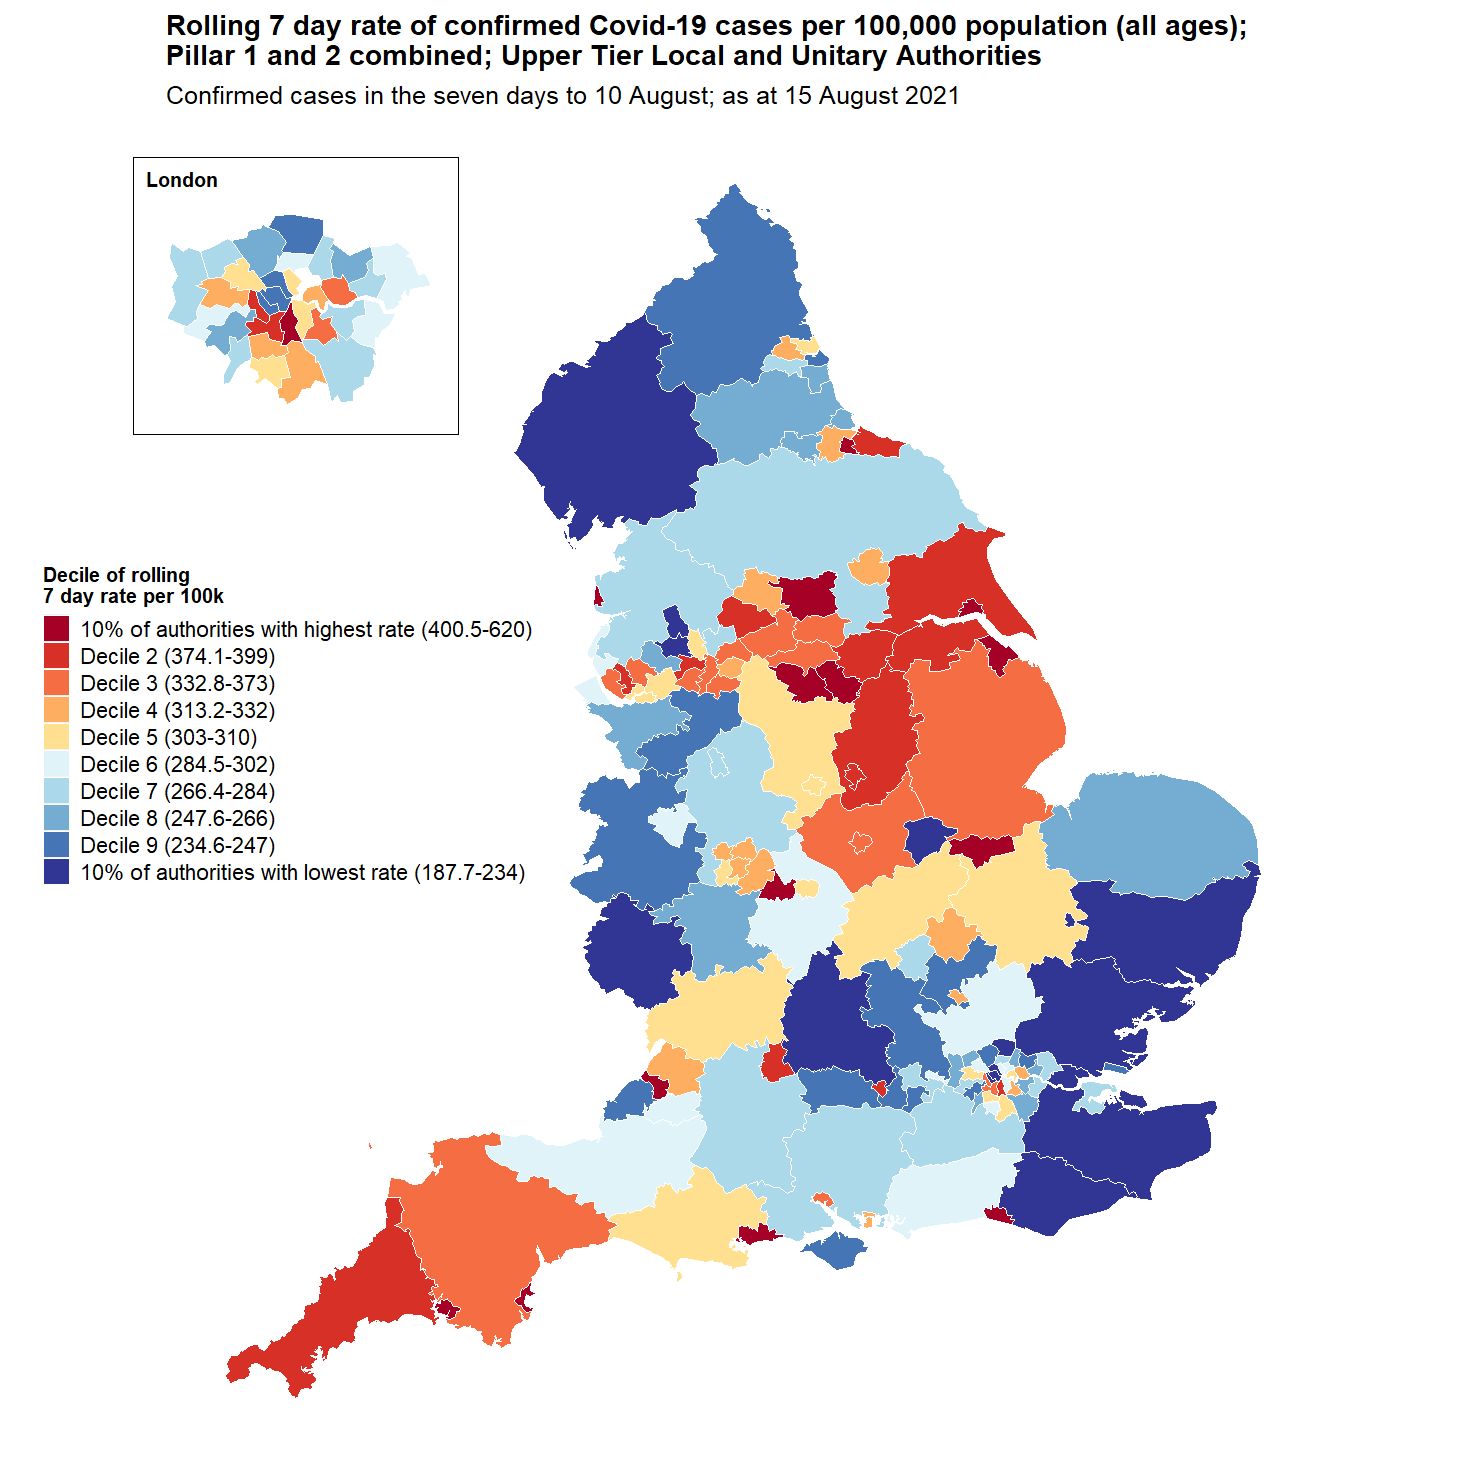 Rolling 7 day rate of confirmed Covid-19 cases per 100,000 population (all ages);
Pillar 1 and 2 combined; Upper Tier Local and Unitary Authorities
Confirmed cases in the seven days to 10 August; as at 15 August 2021
London
Decile of rolling
7 day rate per 100k
10% of authorities with highest rate (400.5-620)
Decile 2 (374.1-399)
Decile 3 (332.8-373)
Decile 4 (313.2-332)
Decile 5 (303-310)
Decile 6 (284.5-302)
Decile 7 (266.4-284)
Decile 8 (247.6-266)
Decile 9 (234.6-247)
10% of authorities with lowest rate (187.7-234)